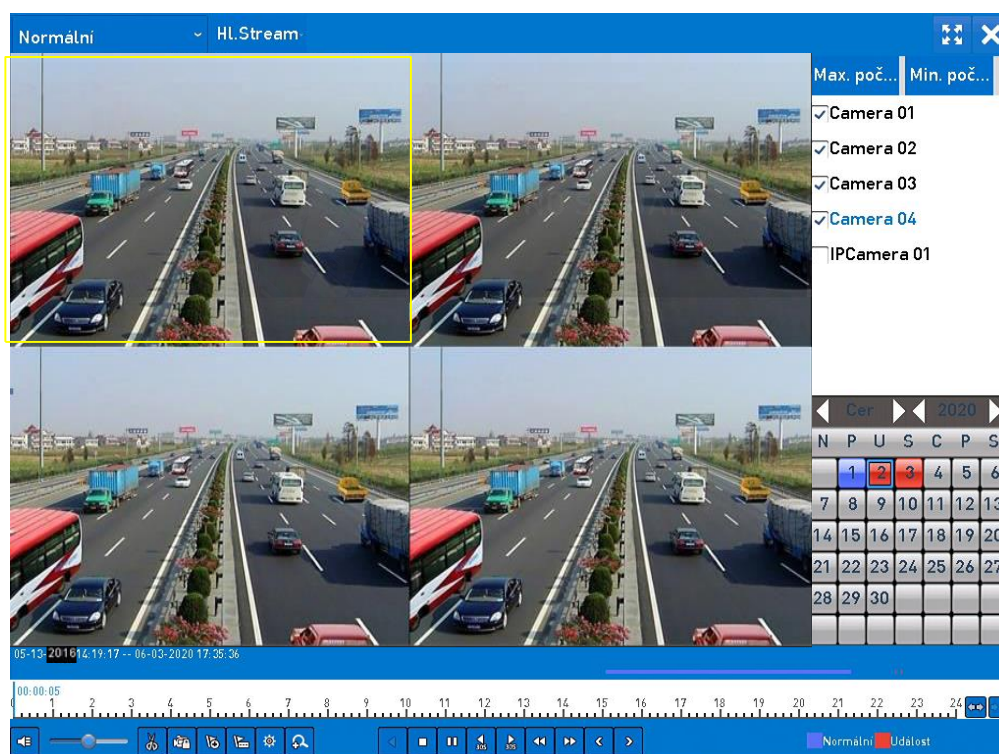 Normální Hl.Stream
Max. poč... Min. poč...
Camera 01
Camera 02
Camera 03
Camera 04
IPCamera 01
Cer 2020
N P U S C P S
1 2 3 4 5 6
7 8 9 10 11 12 13
14 15 16 17 18 19 20
21 22 23 24 25 26 27
28 29 30
05-13-2016 14:19:17 -- 06-03-2020 17:35:36
00:00:05
1 2 3 4 5 6 7 8 9 10 11 12 13 14 15 16 17 18 19 20 21 22 23 24
30S 30S
Normální Událost